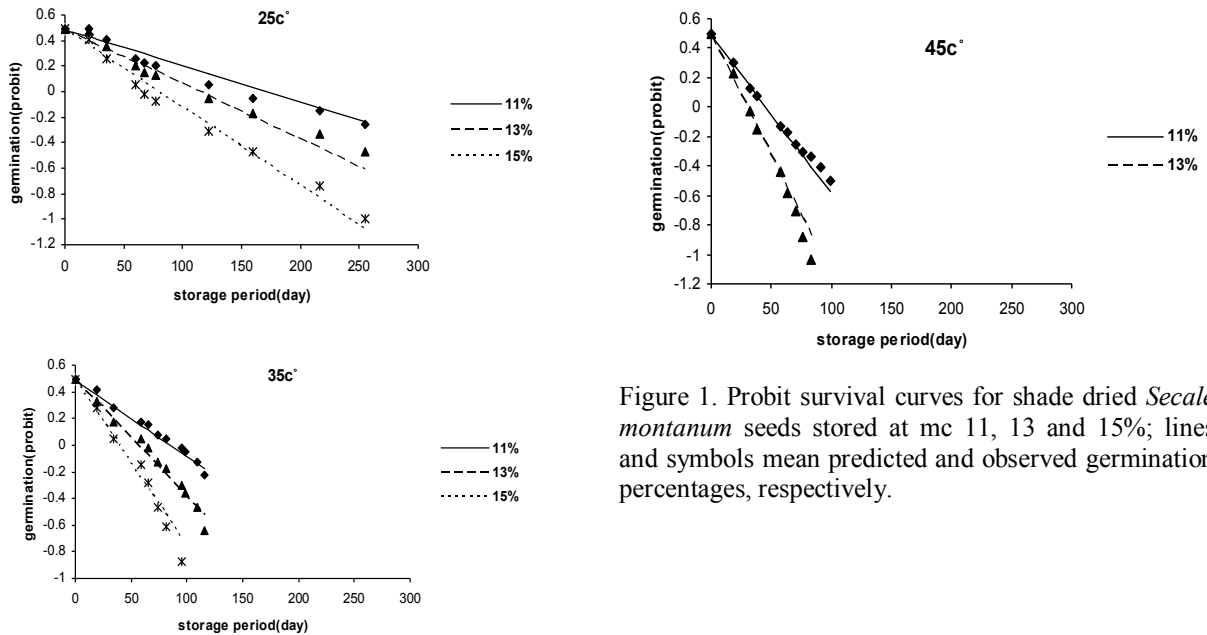 25c°
0.6
0.4
0.2
0
-0.2
-0.4
-0.6
-0.8
-1
-1.2
germination(probit)
0 50 100 150 200 250 300
storage period(day)
11%
13%
15%
35c°
0.6
0.4
0.2
0
-0.2
-0.4
-0.6
-0.8
-1
germination(probit)
0 50 100 150 200 250 300
storage period(day)
11%
13%
15%
45c°
0.6
0.4
0.2
0
-0.2
-0.4
-0.6
-0.8
-1
-1.2
germination(probit)
0 50 100 150 200 250 300
storage period(day)
11%
13%
Figure 1. Probit survival curves for shade dried Secale
montanum seeds stored at mc 11, 13 and 15%; lines
and symbols mean predicted and observed germination
percentages, respectively.